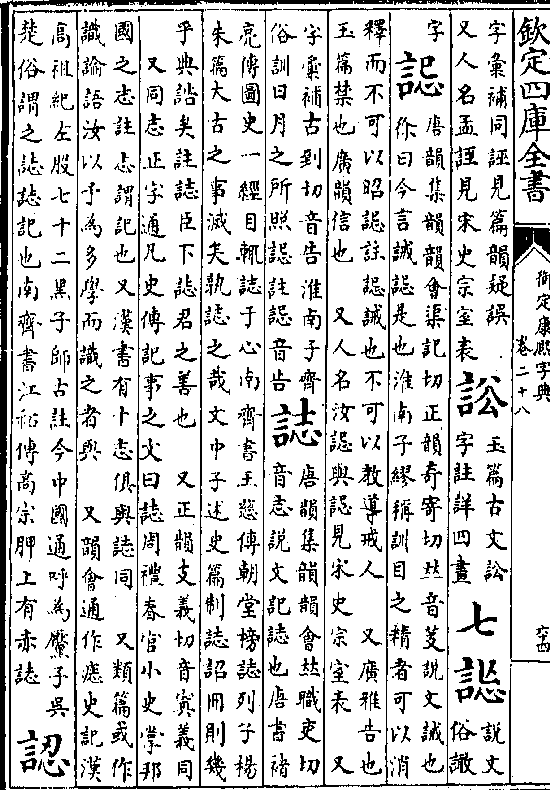 欽定四庫全書
御定康熙字典
卷二十八
六四
字彙補同誣見篇韻疑誤
又人名孟誣見宋史宗室表
訟
玉篇古文訟
字註詳四畫
七
說文
俗譤
字
誋
唐韻集韻韻會渠記切正韻奇寄切𠀤音芰說文誡也
徐曰今言誡誋是也淮南子繆稱訓目之精者可以消
釋而不可以昭誋註誋誡也不可以教導戒人 又廣雅告也
玉篇禁也廣韻信也 又人名汝誋與誋見宋史宗室表 又
字彙補古到切音告淮南子齊
俗訓日月之所照誋註誋音告
誌
唐韻集韻韻會𠀤職吏切
音志說文記誌也唐書褚
亮傳圖史一經目輒誌于心南齊書王慈傳朝堂榜誌列子楊
朱篇太古之事滅矣孰誌之哉文中子述史篇制誌詔冊則幾
乎典誥矣註誌臣下誌君之善也 又正韻支義切音寘義同
又同志正字通凡史傳記事之文曰誌周禮春官小史掌邦
國之志註志謂記也又漢書有十志俱與誌同 又類篇或作
識論語汝以予為多學而識之者與 又韻會通作痣史記漢
高祖紀左股七十二黑子師古註今中國通呼為黶子吳
楚俗謂之誌誌記也南齊書江祏傳高宗胛上有赤誌
認